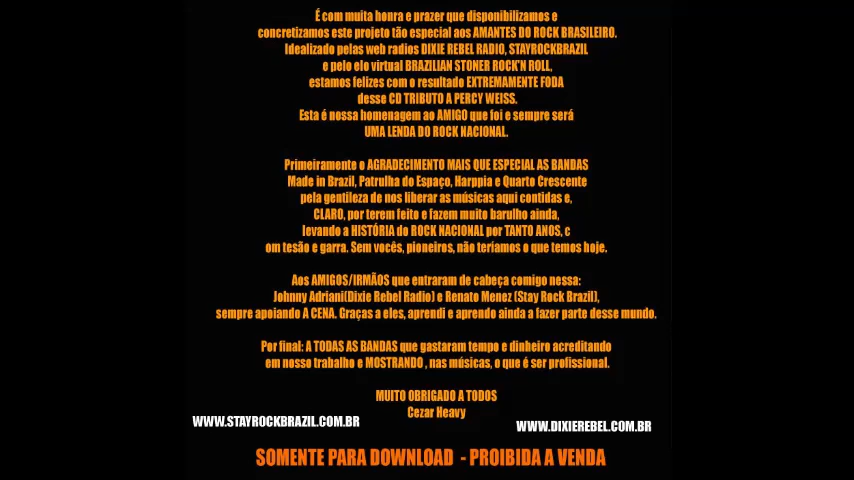 É com muita honra e prazer que disponibilizamos e
concretizamos este projeto tão especial aos AMANTES DO ROCK BRASILEIRO.
Idealizado pelas web radios DIXIE REBEL RADIO, STAYROCKBRAZIL
e pelo elo virtual BRAZILIAN STONER ROCK'N ROLL,
estamos felizes com o resultado EXTREMAMENTE FODA
desse CD TRIBUTO A PERCY WEISS.
Esta é nossa homenagem ao AMIGO que foi e sempre será
UMA LENDA DO ROCK NACIONAL.
Primeiramente o AGRADECIMENTO MAIS QUE ESPECIAL AS BANDAS
Made in Brazil, Patrulha do Espaço, Harppia e Quarto Crescente
pela gentileza de nos liberar as músicas aqui contidas e,
CLARO, por terem feito e fazem muito barulho ainda,
levando a HISTÓRIA do ROCK NACIONAL por TANTO ANOS, c
om tesão e garra. Sem vocês, pioneiros, não teríamos o que temos hoje.
Aos AMIGOS/IRMÃOS que entraram de cabeça comigo nessa:
Johnny Adriani(Dixie Rebel Radio) e Renato Menez (Stay Rock Brazil),
sempre apoiando A CENA. Graças a eles, aprendi e aprendo ainda a fazer parte desse mundo.
Por final: A TODAS AS BANDAS que gastaram tempo e dinheiro acreditando
em nosso trabalho e MOSTRANDO , nas músicas, o que é ser profissional.
MUITO OBRIGADO A TODOS
Cezar Heavy
WWW.STAYROCKBRAZIL.COM.BR
WWW.DIXIEREBEL.COM.BR
SOMENTE PARA DOWNLOAD - PROIBIDA A VENDA